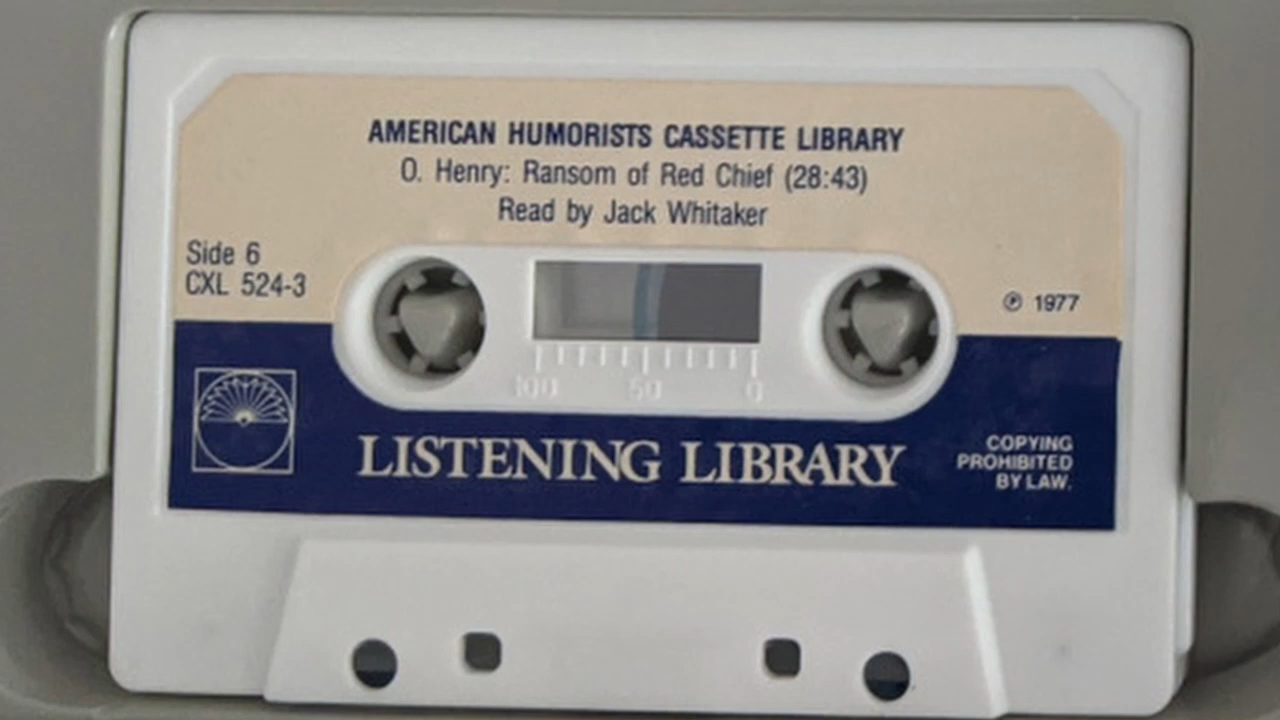 AMERICAN HUMORISTS CASSETTE LIBRARY
O. Henry: Ransom of Red Chief (28:43)
Read by Jack Whitaker
Side 6
CXL 524-3
℗ 1977
100 50 0
LISTENING LIBRARY
COPYING
PROHIBITED
BY LAW.